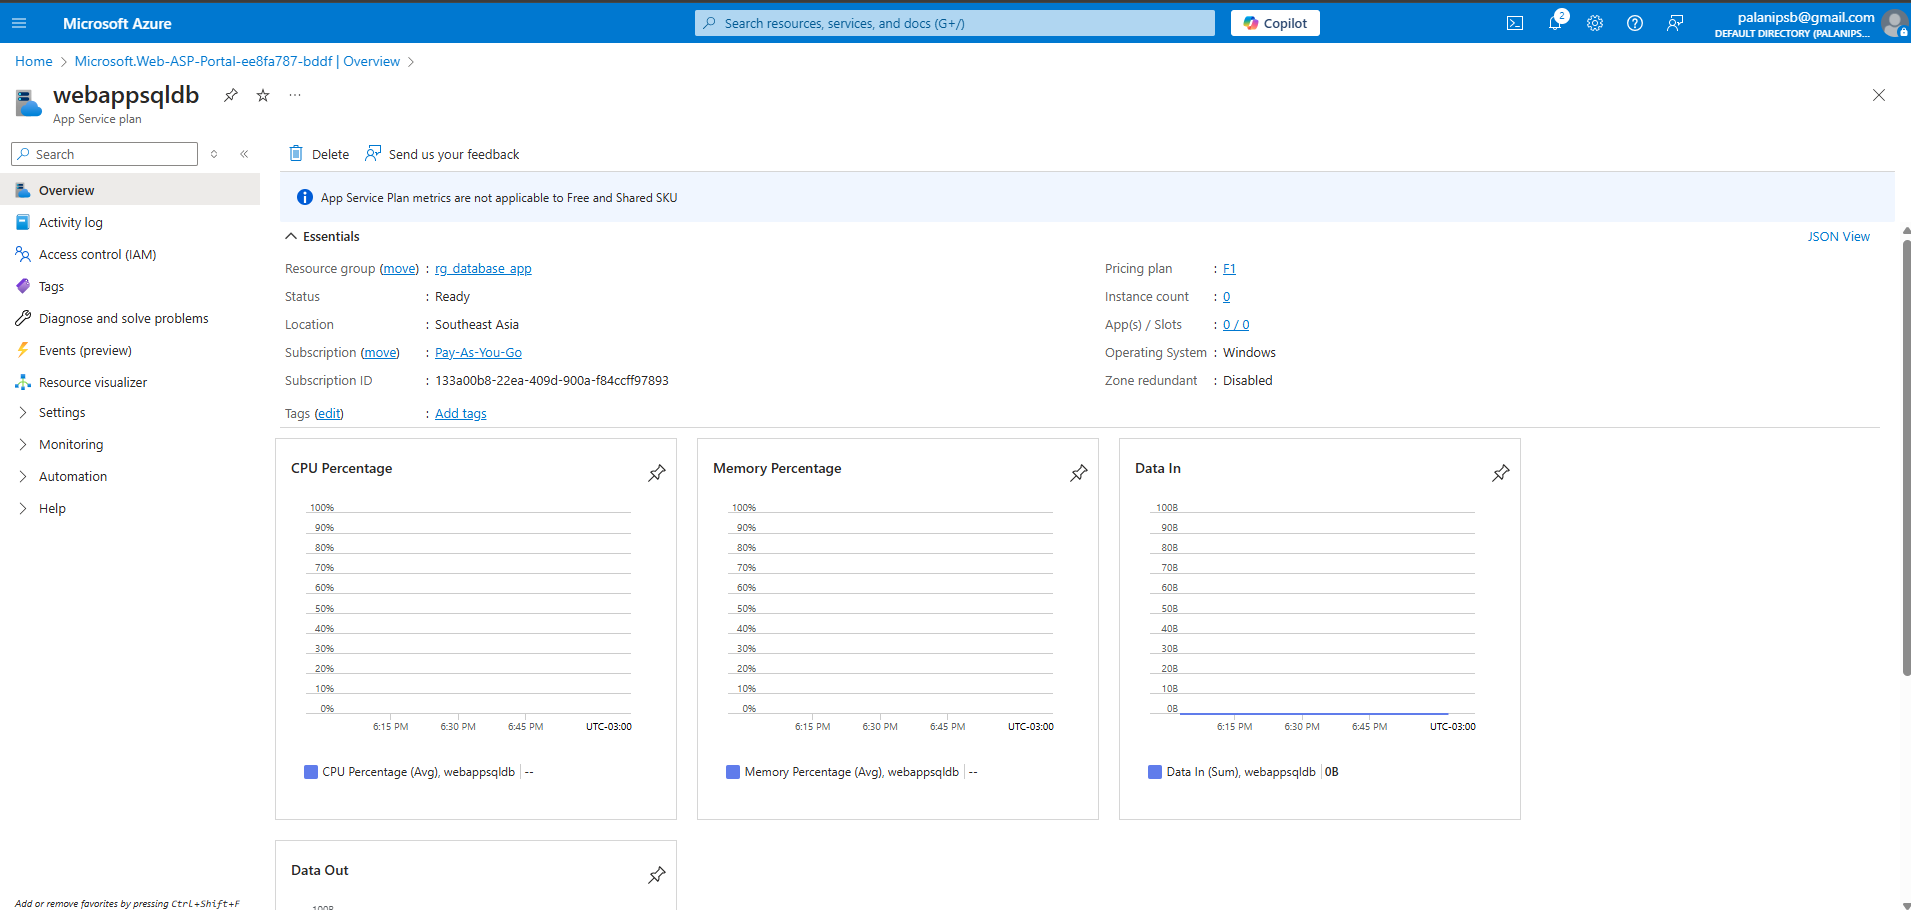 Microsoft Azure
Search resources, services, and docs (G+/)
Copilot
2
palanipsb@gmail.com
DEFAULT DIRECTORY (PALANIPS...
Home > Microsoft.Web-ASP-Portal-ee8fa787-bddf | Overview >
webappsqldb
App Service plan
Search
Overview
Activity log
Access control (IAM)
Tags
Diagnose and solve problems
Events (preview)
Resource visualizer
Settings
Monitoring
Automation
Help
Add or remove favorites by pressing Ctrl+Shift+F
Delete
Send us your feedback
App Service Plan metrics are not applicable to Free and Shared SKU
Essentials
JSON View
Resource group (move) : rg_database_app
Status : Ready
Location : Southeast Asia
Subscription (move) : Pay-As-You-Go
Subscription ID : 133a00b8-22ea-409d-900a-f84ccff97893
Tags (edit) : Add tags
Pricing plan : F1
Instance count : 0
App(s) / Slots : 0 / 0
Operating System : Windows
Zone redundant : Disabled
CPU Percentage
100%
90%
80%
70%
60%
50%
40%
30%
20%
10%
0%
6:15 PM 6:30 PM 6:45 PM UTC-03:00
CPU Percentage (Avg), webappsqldb | --
Memory Percentage
100%
90%
80%
70%
60%
50%
40%
30%
20%
10%
0%
6:15 PM 6:30 PM 6:45 PM UTC-03:00
Memory Percentage (Avg), webappsqldb | --
Data In
100B
90B
80B
70B
60B
50B
40B
30B
20B
10B
0B
6:15 PM 6:30 PM 6:45 PM UTC-03:00
Data In (Sum), webappsqldb | 0B
Data Out
100B